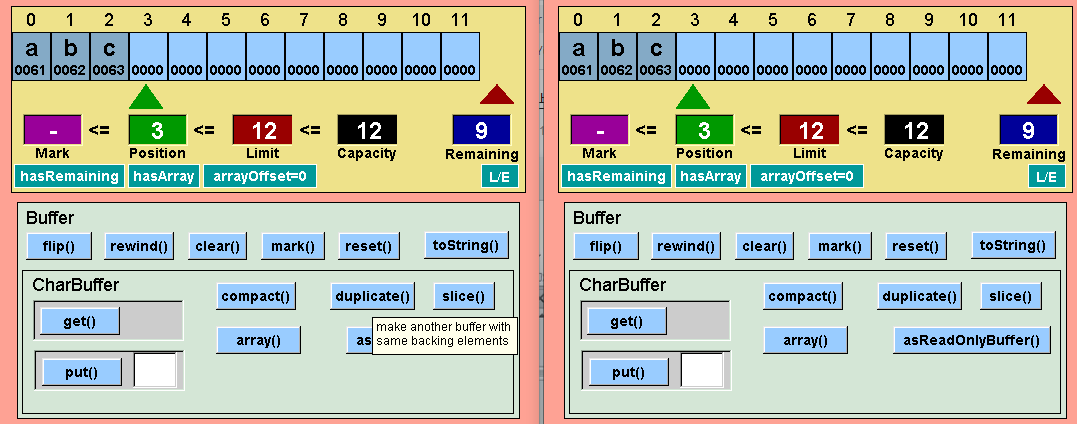 0 1 2 3 4 5 6 7 8 9 10 11
a b c
0061 0062 0063 0000 0000 0000 0000 0000 0000 0000 0000 0000
- <= 3 <= 12 <= 12 9
Mark Position Limit Capacity Remaining
hasRemaining hasArray arrayOffset=0 L/E
Buffer
flip() rewind() clear() mark() reset() toString()
CharBuffer
compact() duplicate() slice()
get()
make another buffer with
same backing elements
array() as
put()
0 1 2 3 4 5 6 7 8 9 10 11
a b c
0061 0062 0063 0000 0000 0000 0000 0000 0000 0000 0000 0000
- <= 3 <= 12 <= 12 9
Mark Position Limit Capacity Remaining
hasRemaining hasArray arrayOffset=0 L/E
Buffer
flip() rewind() clear() mark() reset() toString()
CharBuffer
compact() duplicate() slice()
get()
array() asReadOnlyBuffer()
put()